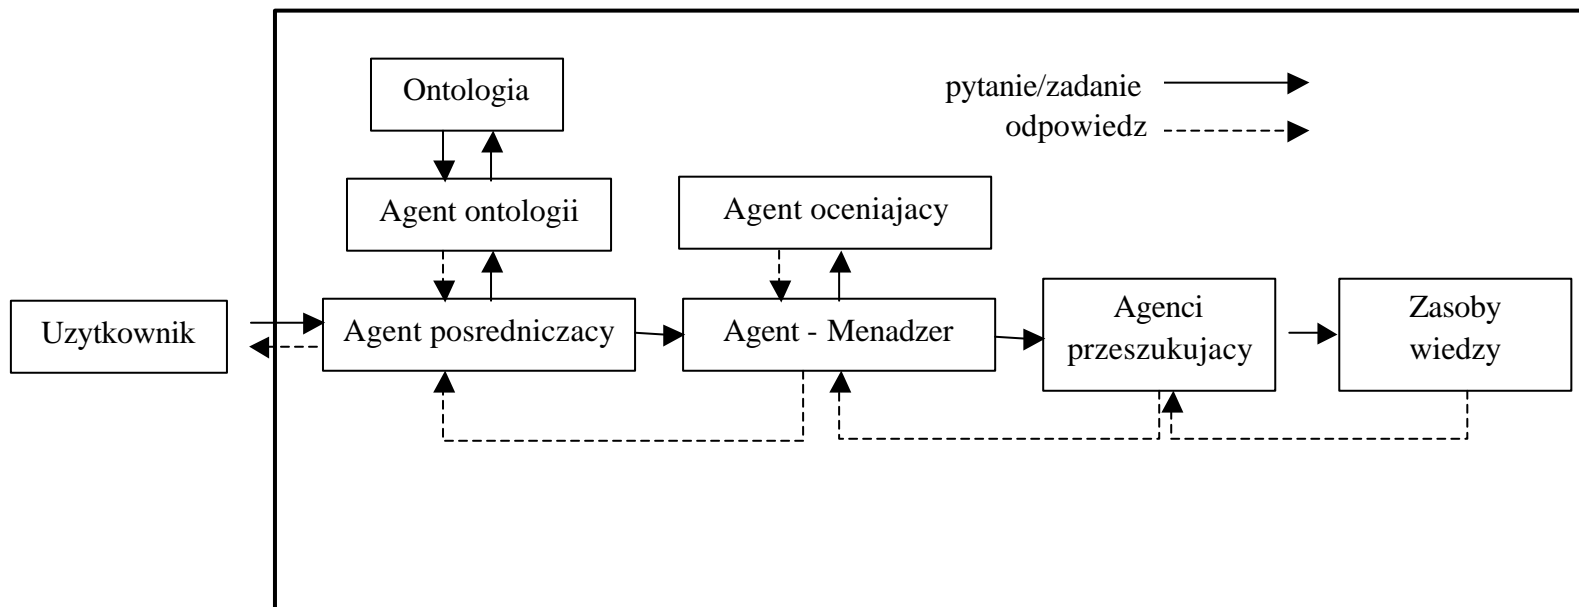 Ontologia
pytanie/zadanie
odpowiedz
Agent ontologii
Agent oceniajacy
Uzytkownik
Agent posredniczacy
Agent - Menadzer
Agenci
przeszukujacy
Zasoby
wiedzy